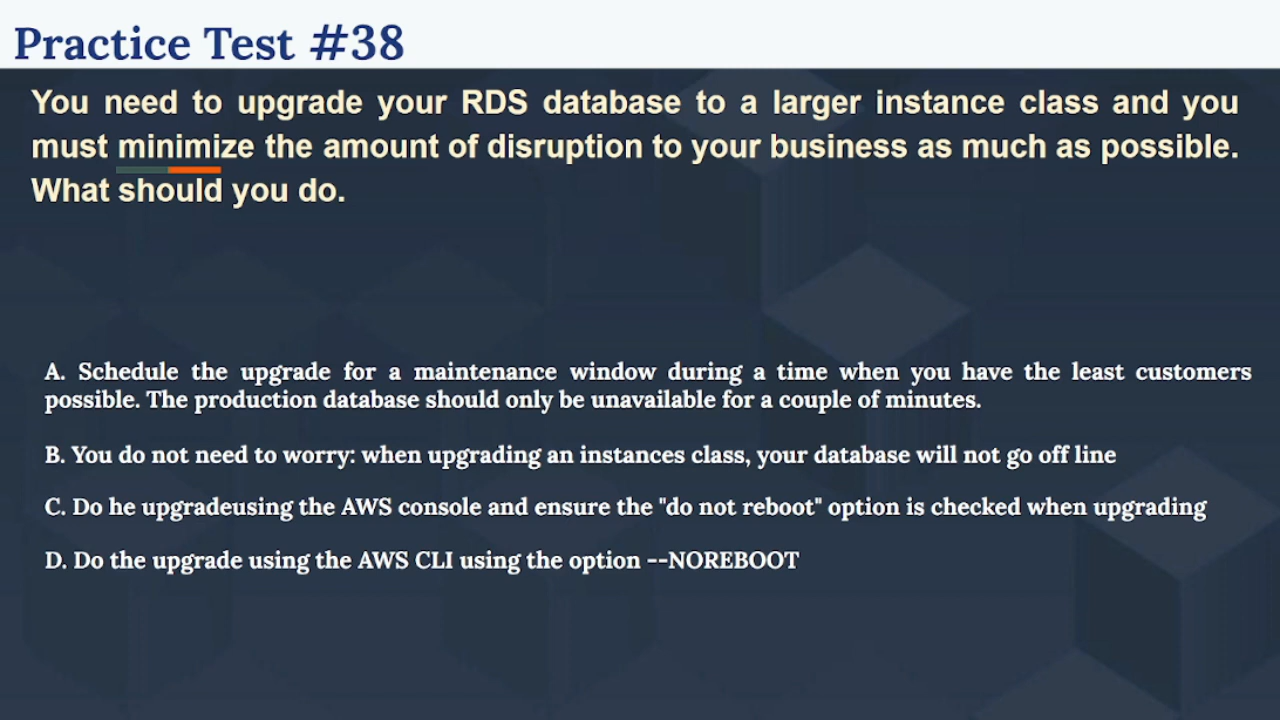 Practice Test #38
You need to upgrade your RDS database to a larger instance class and you
must minimize the amount of disruption to your business as much as possible.
What should you do.
A. Schedule the upgrade for a maintenance window during a time when you have the least customers
possible. The production database should only be unavailable for a couple of minutes.
B. You do not need to worry: when upgrading an instances class, your database will not go off line
C. Do he upgradeusing the AWS console and ensure the "do not reboot" option is checked when upgrading
D. Do the upgrade using the AWS CLI using the option --NOREBOOT